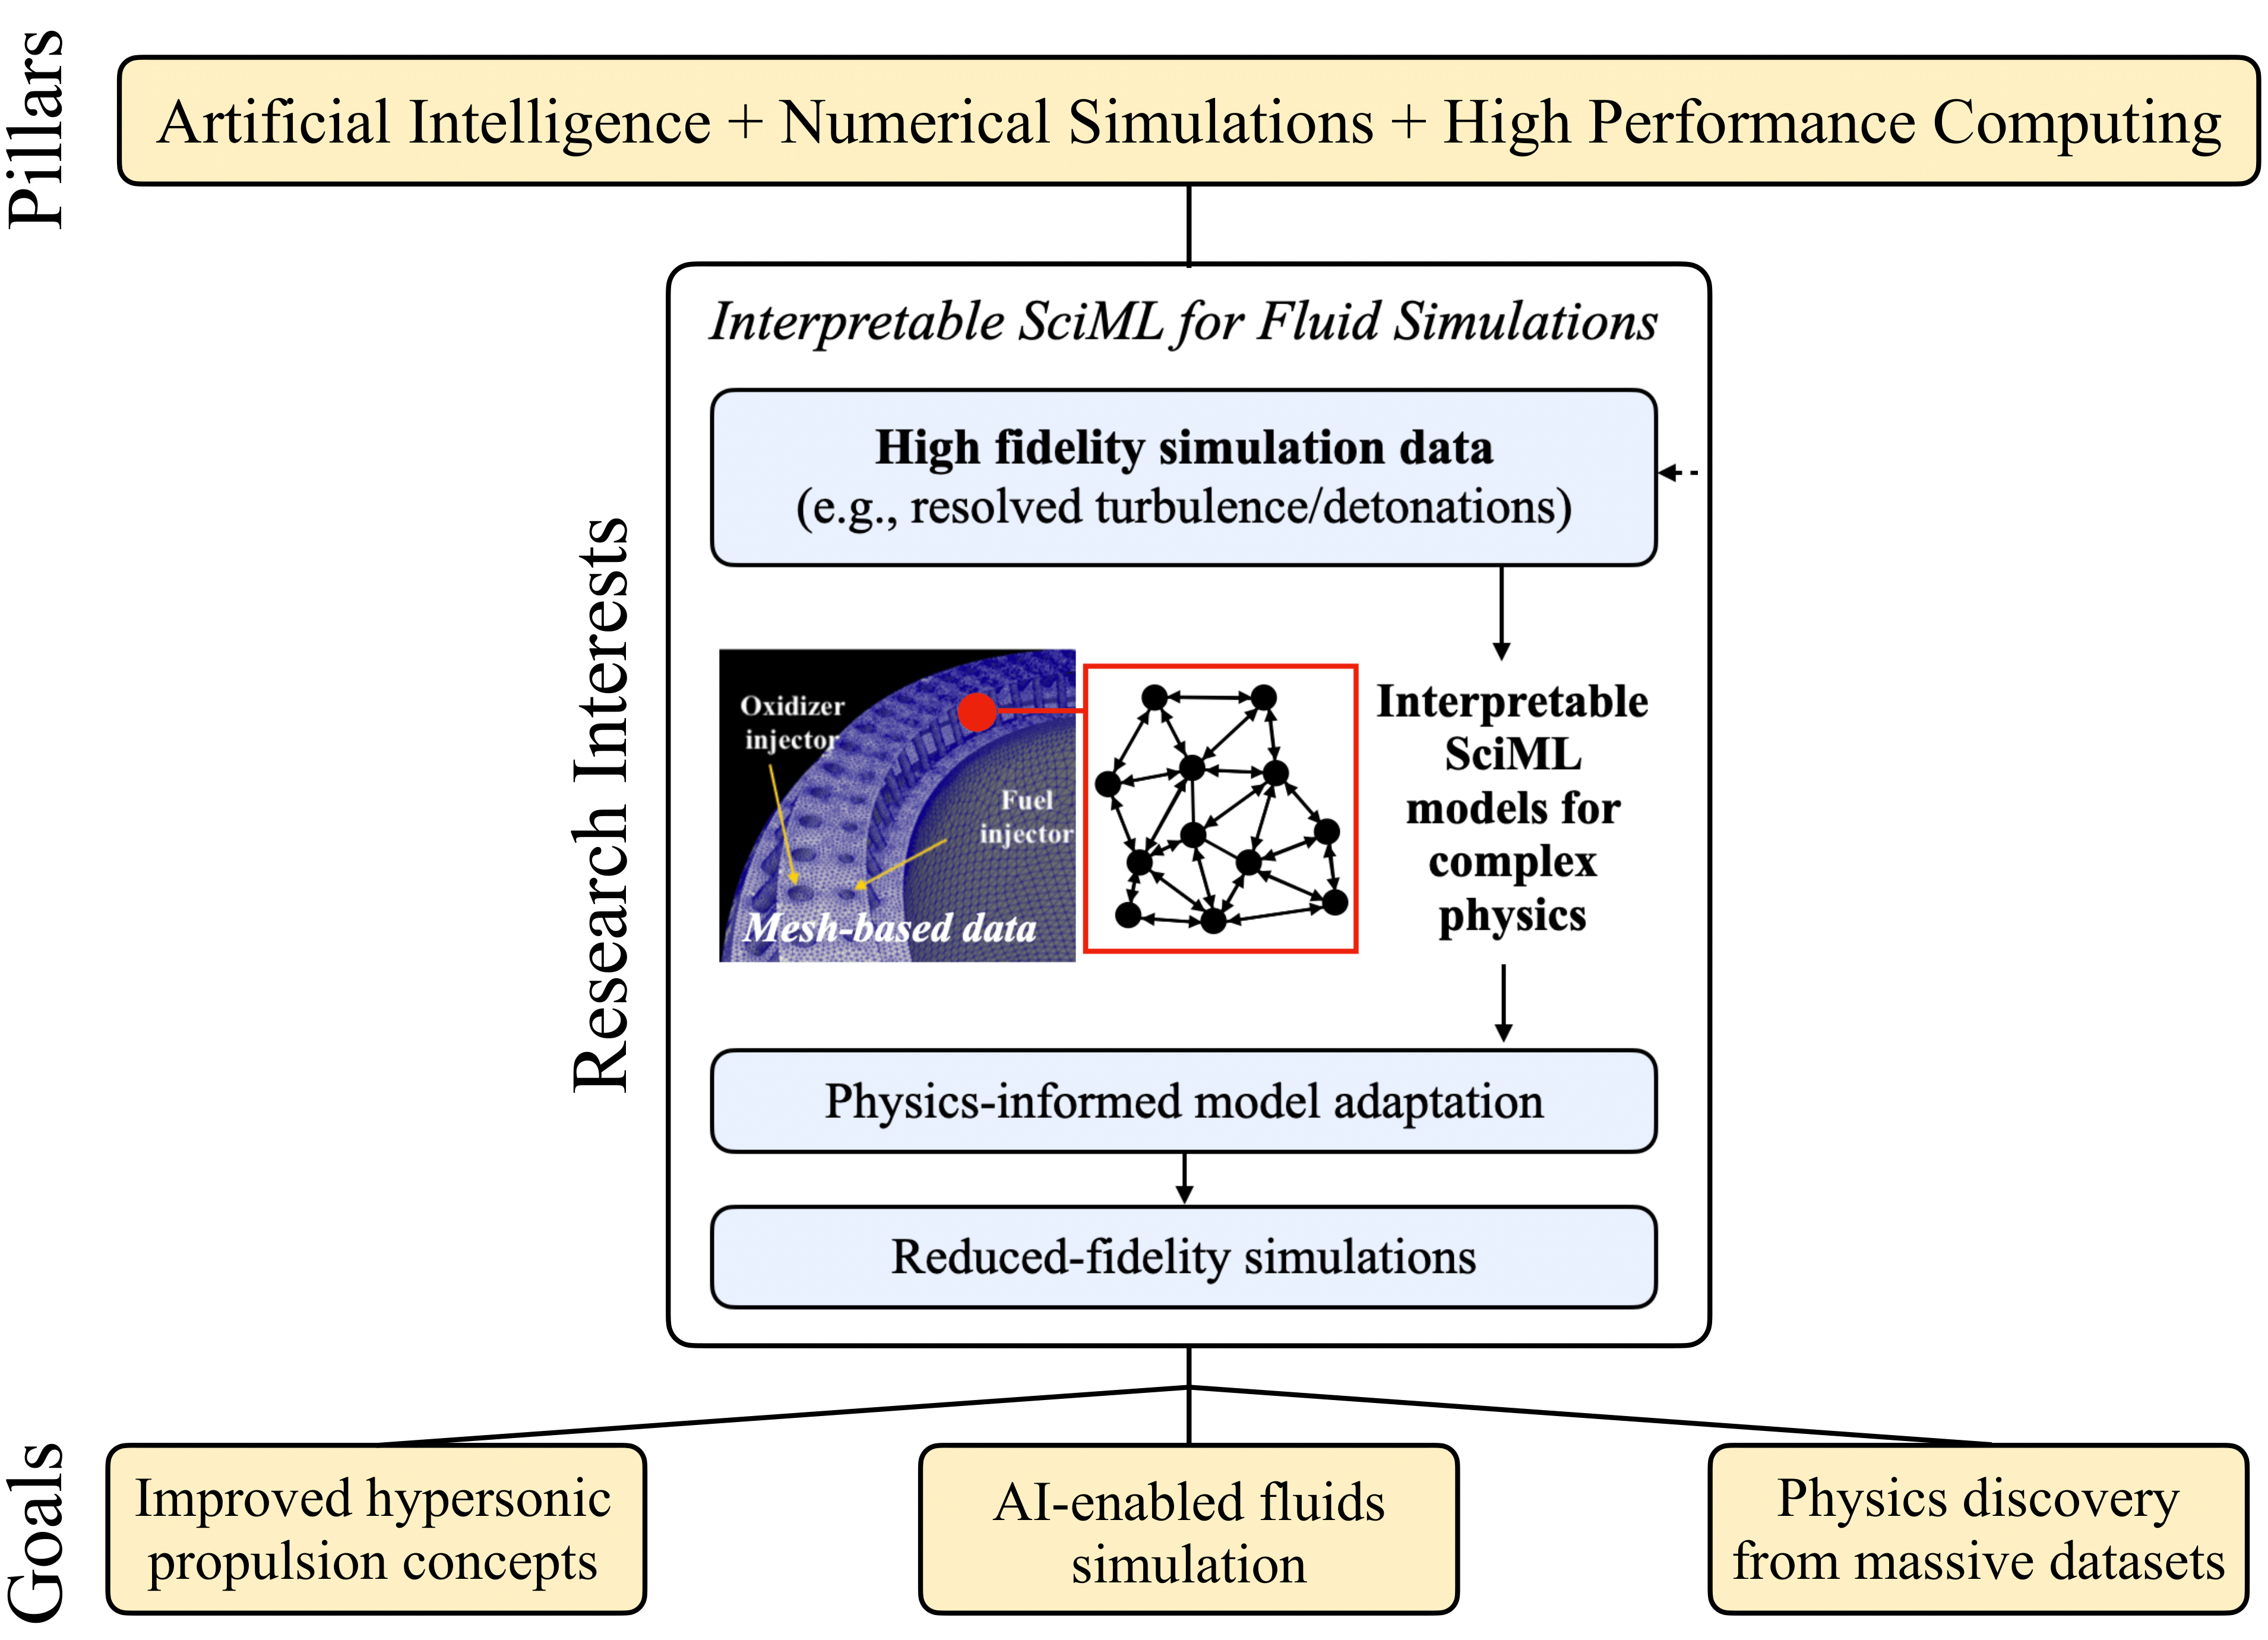 Pillars
Artificial Intelligence + Numerical Simulations + High Performance Computing
Research Interests
Interpretable SciML for Fluid Simulations
High fidelity simulation data
(e.g., resolved turbulence/detonations)
Oxidizer
injector
Fuel
injector
Mesh-based data
Interpretable
SciML
models for
complex
physics
Physics-informed model adaptation
Reduced-fidelity simulations
Goals
Improved hypersonic
propulsion concepts
AI-enabled fluids
simulation
Physics discovery
from massive datasets